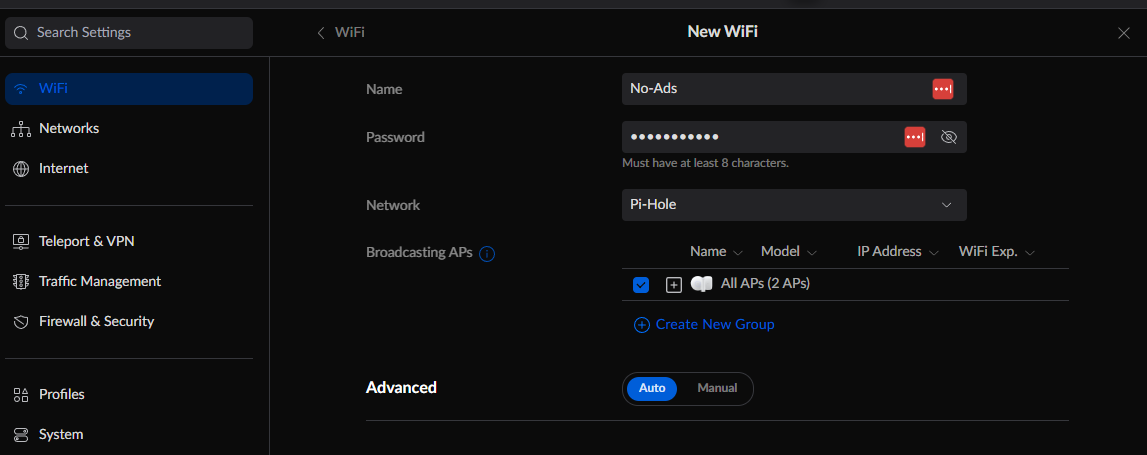 Search Settings
WiFi
Networks
Internet
Teleport & VPN
Traffic Management
Firewall & Security
Profiles
System
WiFi
New WiFi
Name
No-Ads
Password
•••••••••••
Must have at least 8 characters.
Network
Pi-Hole
Broadcasting APs
Name Model IP Address WiFi Exp.
All APs (2 APs)
Create New Group
Advanced
Auto Manual